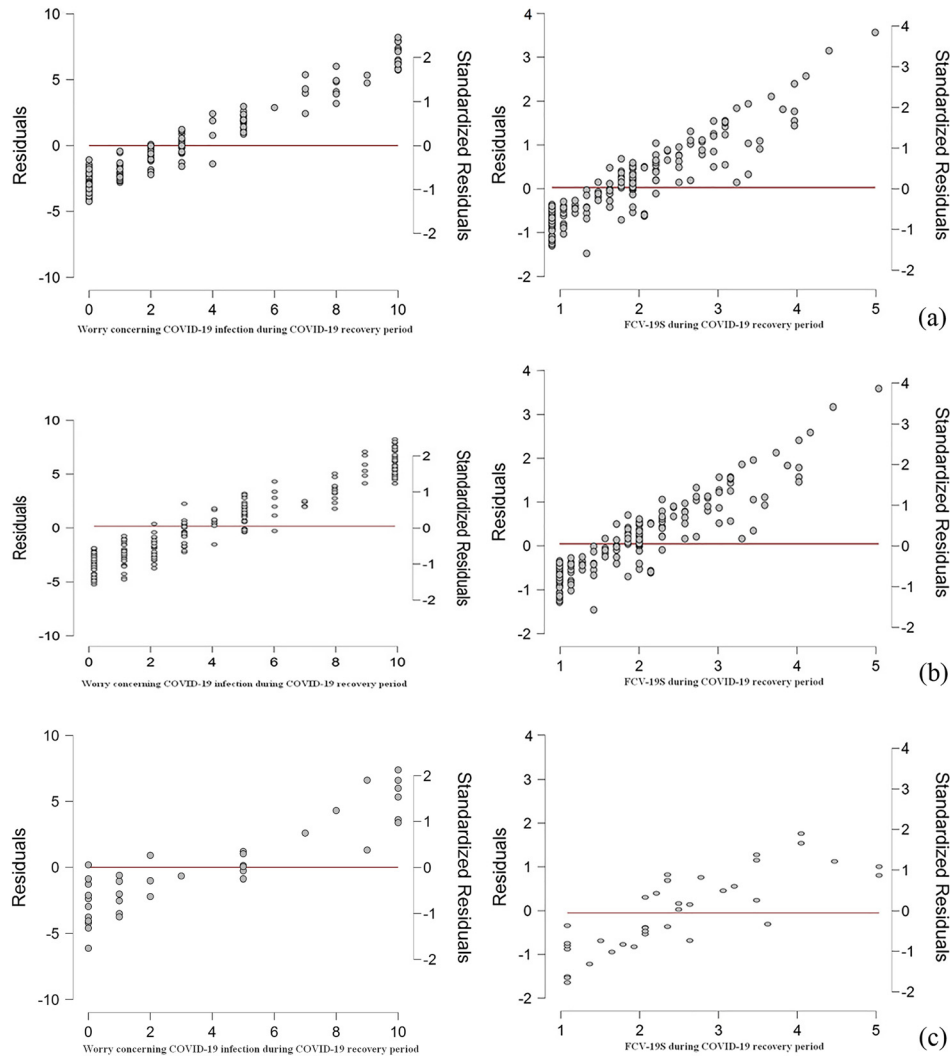 10
5
0
-5
-10
Residuals
2
1
0
-1
-2
Standardized Residuals
0 2 4 6 8 10
Worry concerning COVID-19 infection during COVID-19 recovery period
4
3
2
1
0
-1
-2
Residuals
4
3
2
1
0
-1
-2
Standardized Residuals
1 2 3 4 5
FCV-19S during COVID-19 recovery period
(a)
10
5
0
-5
-10
Residuals
2
1
0
-1
-2
Standardized Residuals
0 2 4 6 8 10
Worry concerning COVID-19 infection during COVID-19 recovery period
4
3
2
1
0
-1
-2
Residuals
4
3
2
1
0
-1
-2
Standardized Residuals
1 2 3 4 5
FCV-19S during COVID-19 recovery period
(b)
10
5
0
-5
-10
Residuals
2
1
0
-1
-2
Standardized Residuals
0 2 4 6 8 10
Worry concerning COVID-19 infection during COVID-19 recovery period
4
3
2
1
0
-1
-2
Residuals
4
3
2
1
0
-1
-2
Standardized Residuals
1 2 3 4 5
FCV-19S during COVID-19 recovery period
(c)